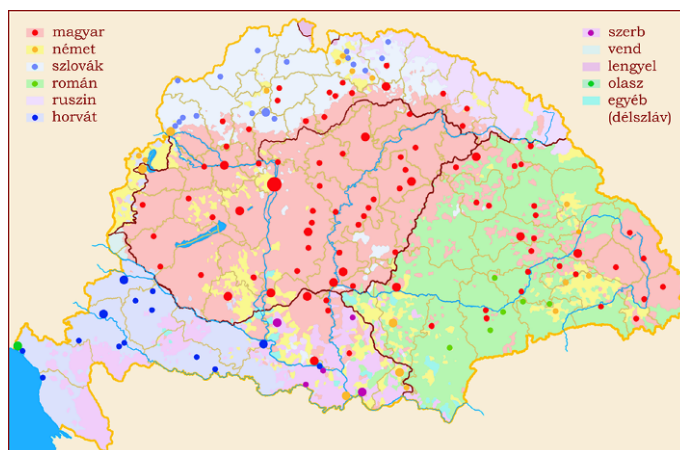 magyar
német
szlovák
román
ruszin
horvát
szerb
vend
lengyel
olasz
egyéb
(délszláv)